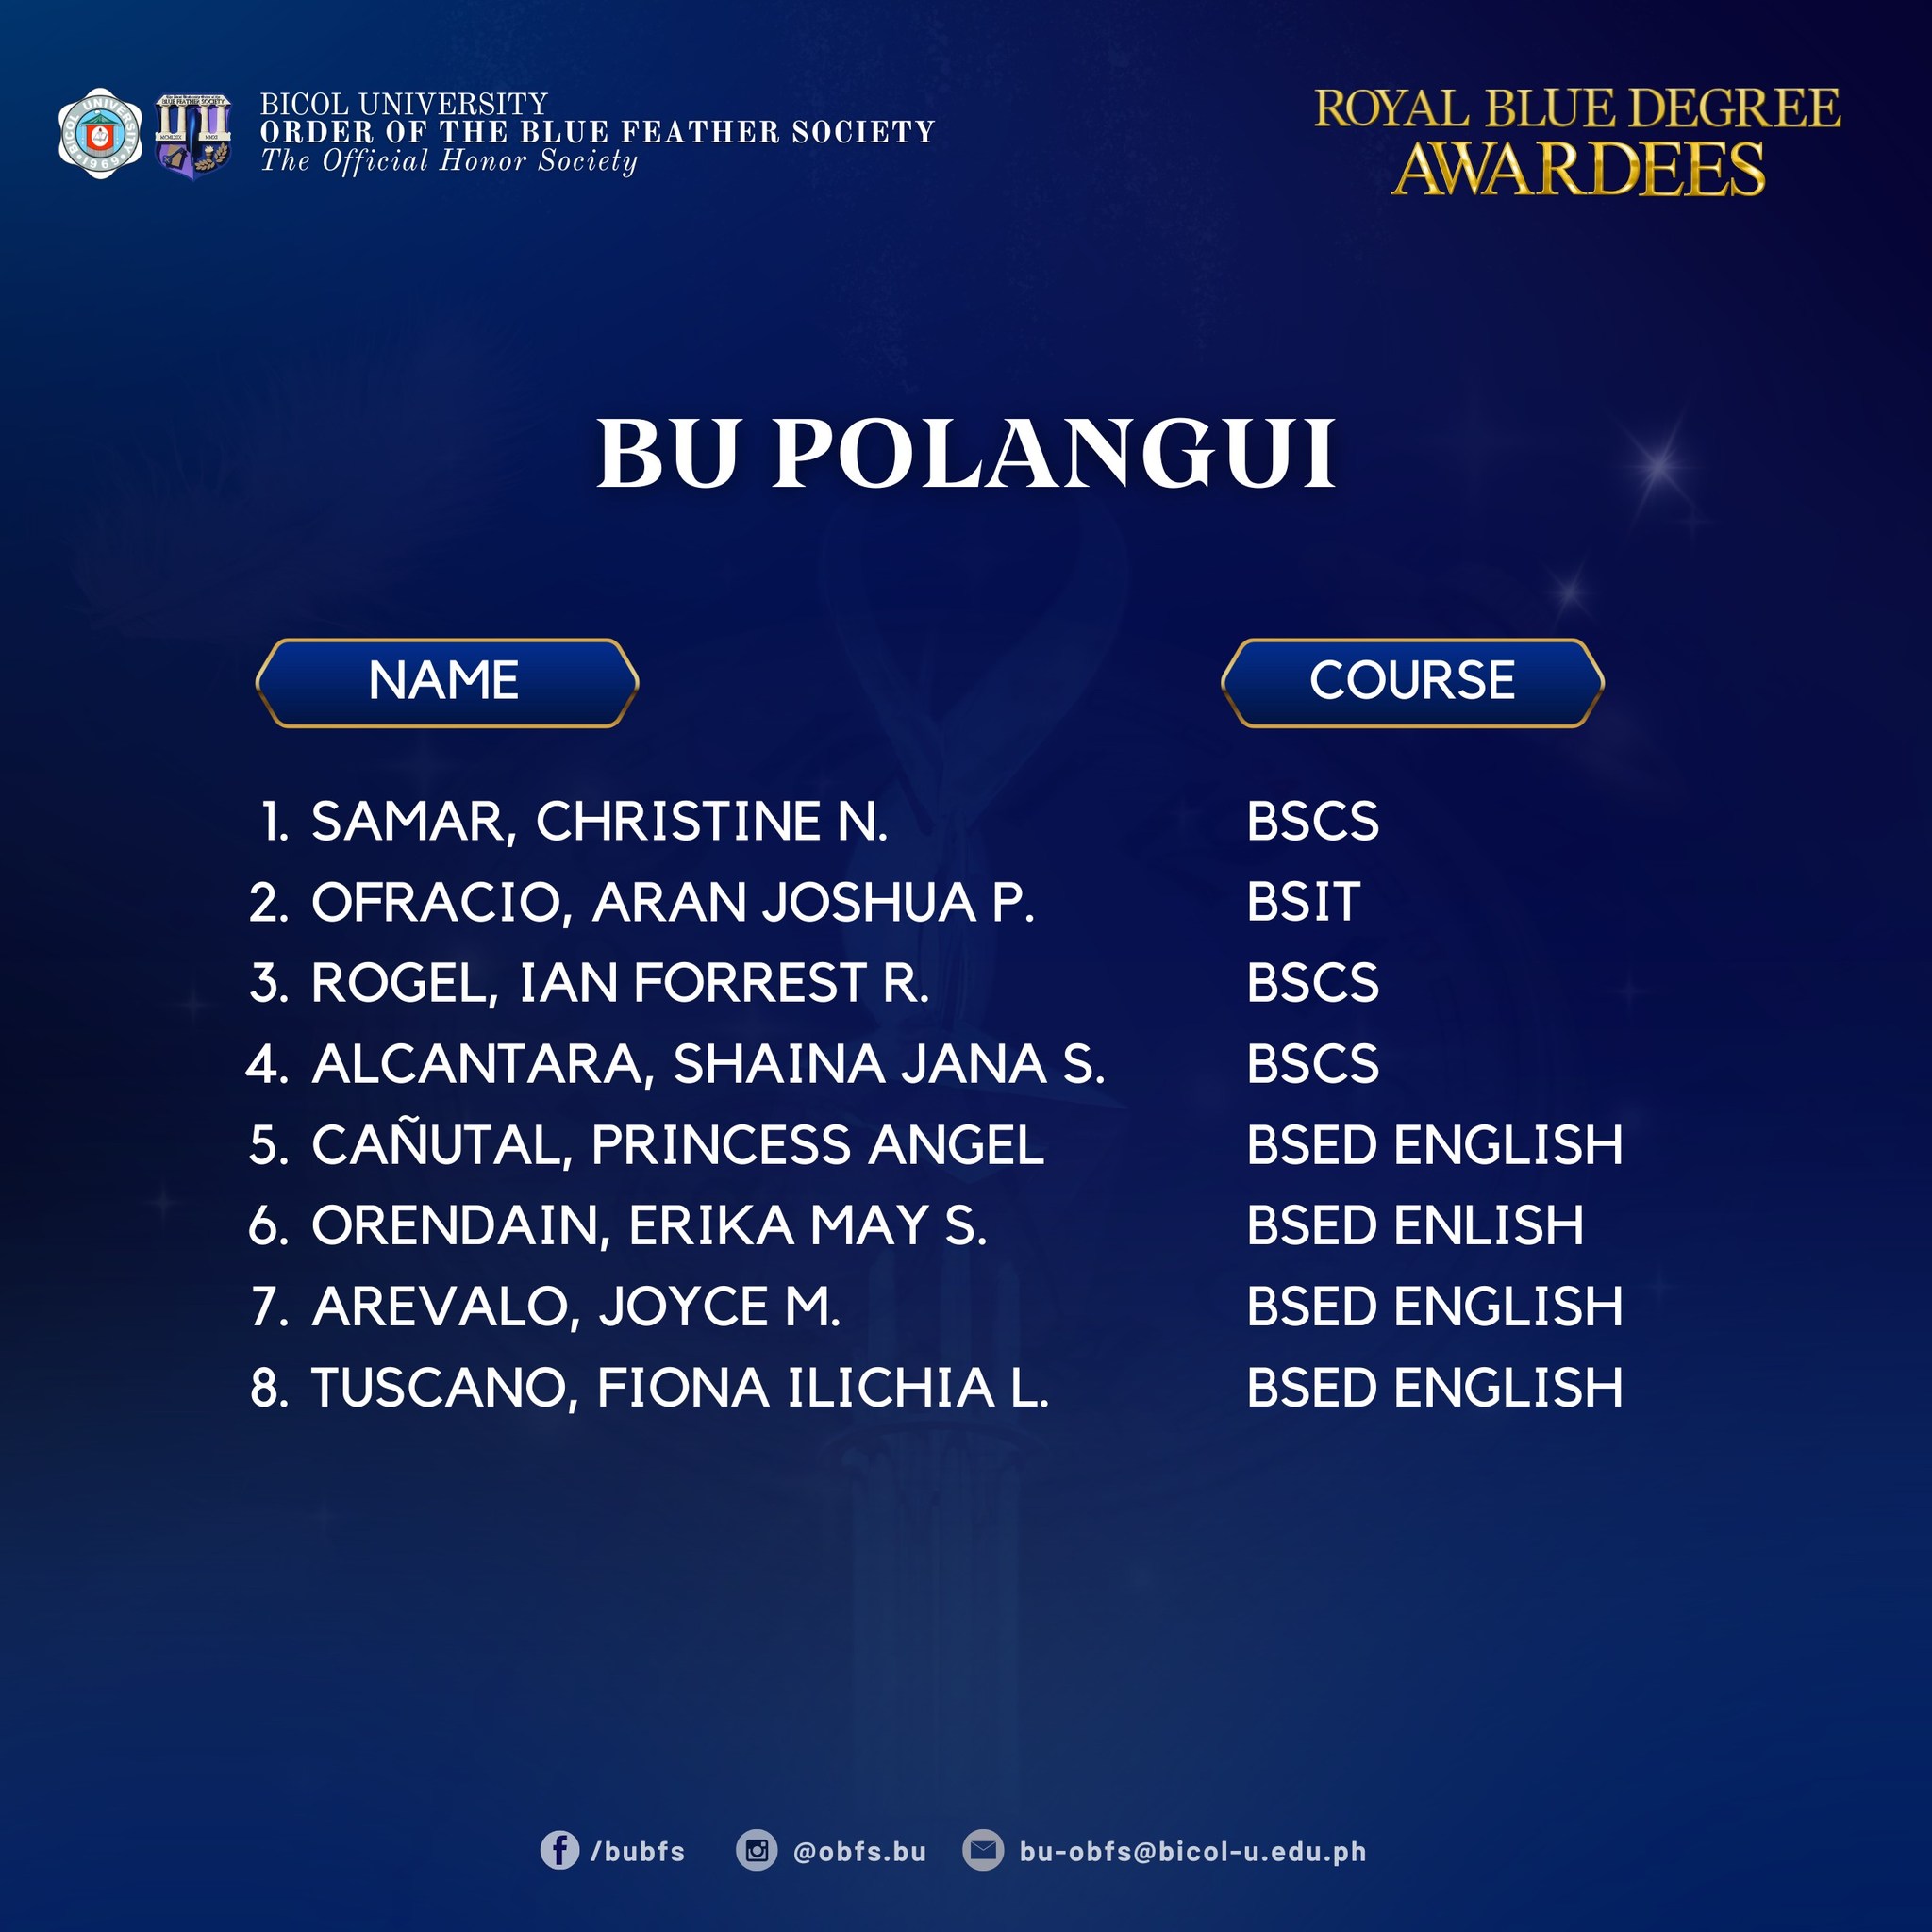 BICOL UNIVERSITY
ORDER OF THE BLUE FEATHER SOCIETY
The Official Honor Society
ROYAL BLUE DEGREE
AWARDEES
BICOL UNIVERSITY
1969
BU POLANGUI
NAME COURSE
1. SAMAR, CHRISTINE N. BSCS
2. OFRACIO, ARAN JOSHUA P. BSIT
3. ROGEL, IAN FORREST R. BSCS
4. ALCANTARA, SHAINA JANA S. BSCS
5. CAÑUTAL, PRINCESS ANGEL BSED ENGLISH
6. ORENDAIN, ERIKA MAY S. BSED ENLISH
7. AREVALO, JOYCE M. BSED ENGLISH
8. TUSCANO, FIONA ILICHIA L. BSED ENGLISH
/bubfs @obfs.bu bu-obfs@bicol-u.edu.ph